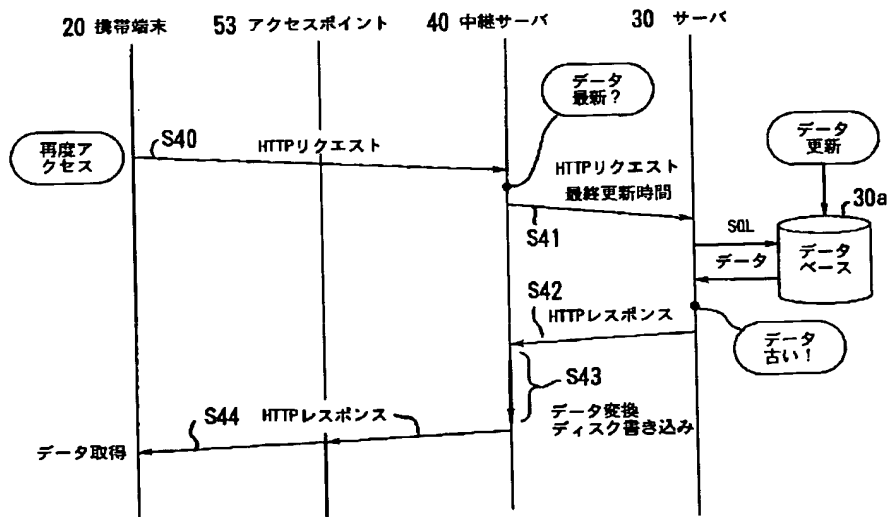 20 携帯端末
53 アクセスポイント
40 中継サーバ
30 サーバ
データ
最新?
再度ア
クセス
S40
HTTPリクエスト
データ
更新
HTTPリクエスト
最終更新時間
30a
S41
SQL
データ
データ
ベース
S42
HTTPレスポンス
データ
古い!
S43
データ変換
ディスク書き込み
S44
HTTPレスポンス
データ取得